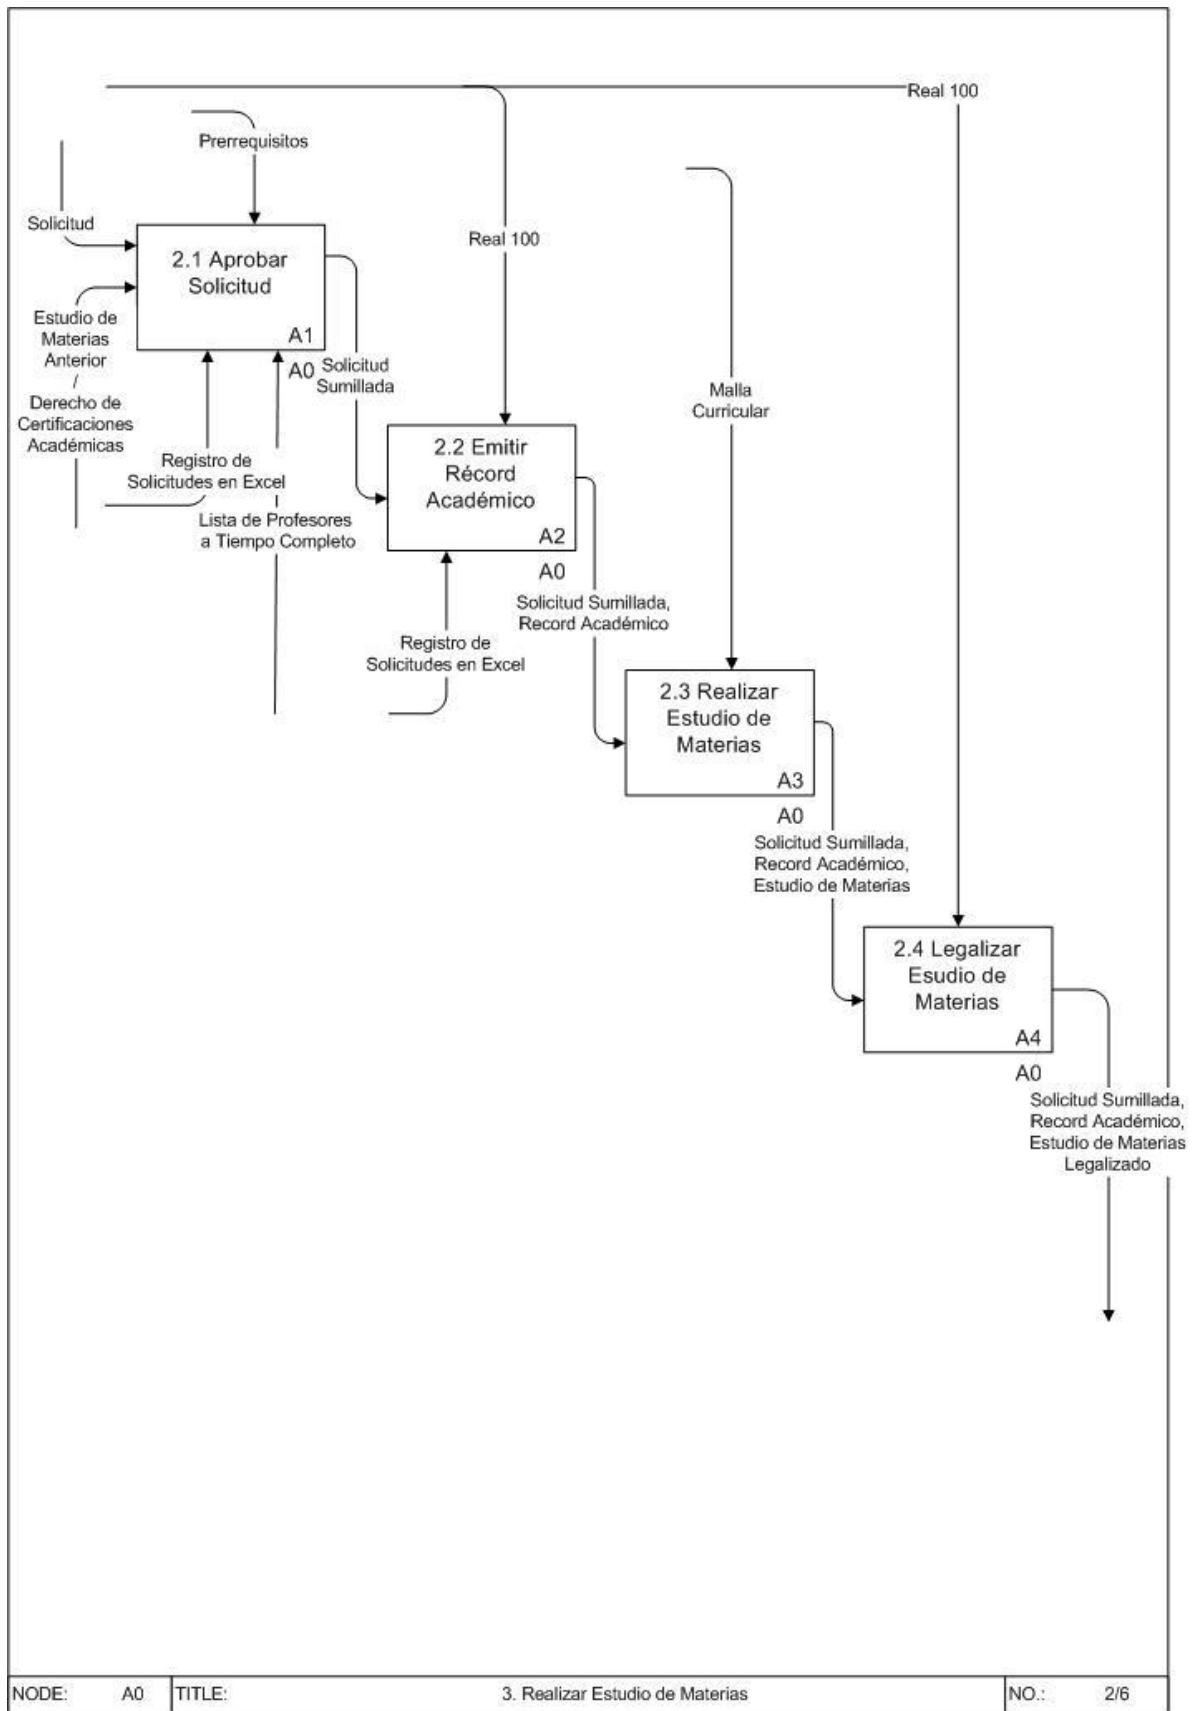 Real 100
Prerrequisitos
Solicitud
Real 100
2.1 Aprobar
Solicitud
A1
A0
Estudio de
Materias
Anterior
/
Derecho de
Certificaciones
Académicas
Solicitud
Sumillada
Malla
Curricular
Registro de
Solicitudes en Excel
Lista de Profesores
a Tiempo Completo
2.2 Emitir
Récord
Académico
A2
A0
Solicitud Sumillada,
Record Académico
Registro de
Solicitudes en Excel
2.3 Realizar
Estudio de
Materias
A3
A0
Solicitud Sumillada,
Record Académico,
Estudio de Materias
2.4 Legalizar
Esudio de
Materias
A4
A0
Solicitud Sumillada,
Record Académico,
Estudio de Materias
Legalizado
NODE: A0 TITLE: 3. Realizar Estudio de Materias NO.: 2/6